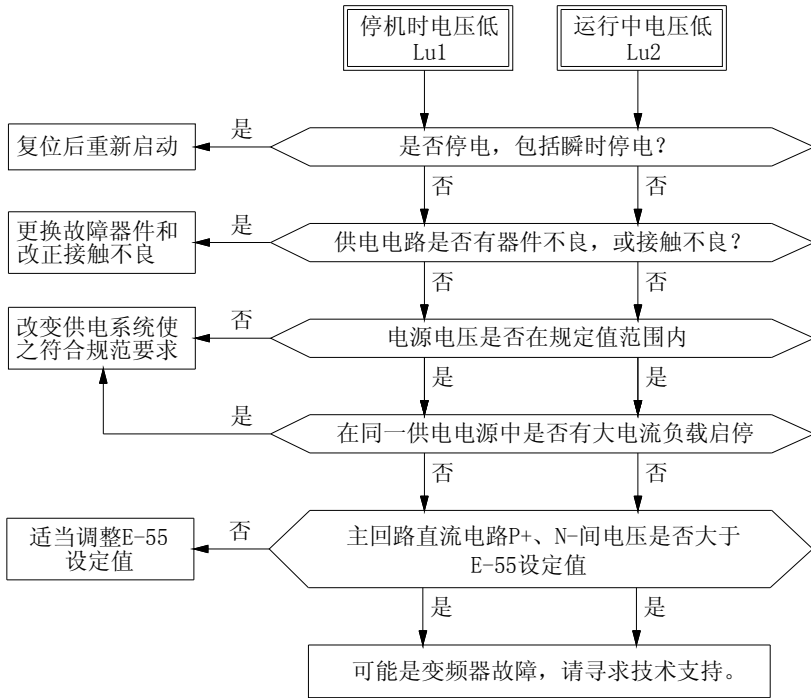 停机时电压低
Lu1
运行中电压低
Lu2
是
复位后重新启动
是否停电，包括瞬时停电？
否
否
是
更换故障器件和
改正接触不良
供电电路是否有器件不良，或接触不良？
否
否
否
改变供电系统使
之符合规范要求
电源电压是否在规定值范围内
是
是
是
在同一供电电源中是否有大电流负载启停
否
否
否
适当调整E-55
设定值
主回路直流电路P+、N-间电压是否大于
E-55设定值
是
是
可能是变频器故障，请寻求技术支持。